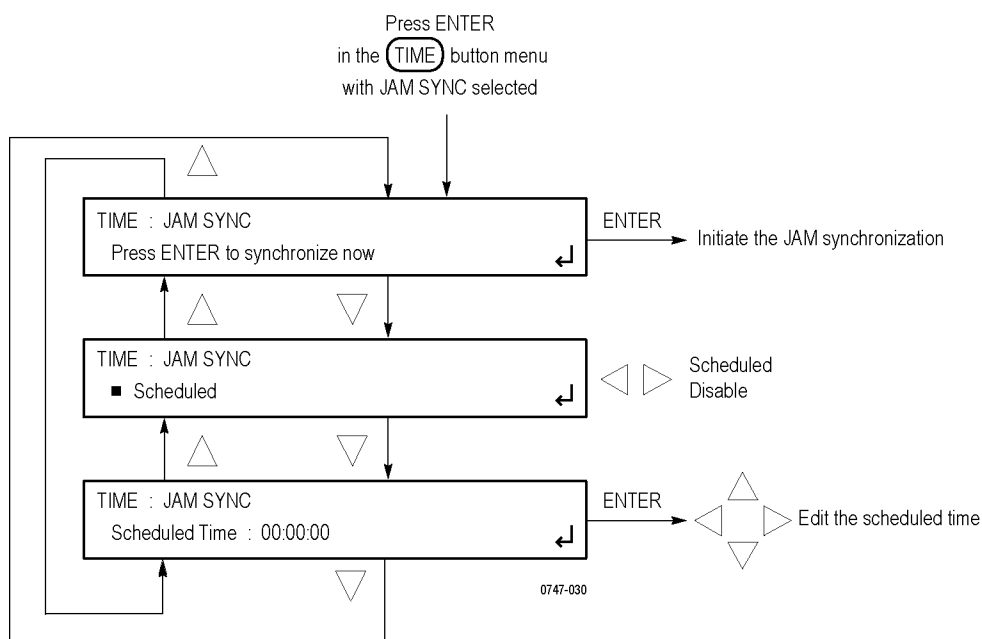 Press ENTER
in the TIME button menu
with JAM SYNC selected
TIME : JAM SYNC
Press ENTER to synchronize now
ENTER
Initiate the JAM synchronization
TIME : JAM SYNC
■ Scheduled
Scheduled
Disable
TIME : JAM SYNC
Scheduled Time : 00:00:00
ENTER
Edit the scheduled time
0747-030